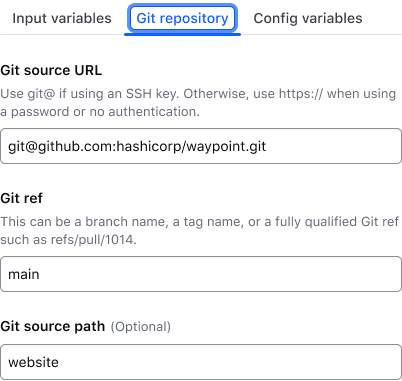 Input variables Git repository Config variables
Git source URL
Use git@ if using an SSH key. Otherwise, use https:// when using
a password or no authentication.
git@github.com:hashicorp/waypoint.git
Git ref
This can be a branch name, a tag name, or a fully qualified Git ref
such as refs/pull/1014.
main
Git source path (Optional)
website